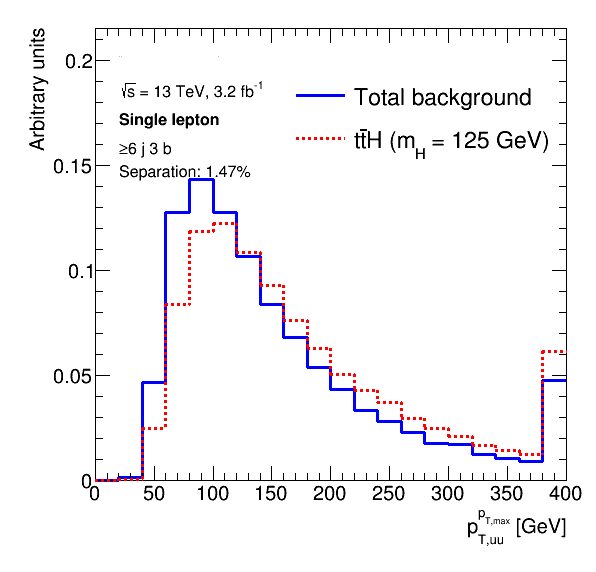 Arbitrary units
0.2
0.15
0.1
0.05
0
√s = 13 TeV, 3.2 fb⁻¹
Single lepton
≥6 j 3 b
Separation: 1.47%
Total background
tt̄H (m_H = 125 GeV)
0 50 100 150 200 250 300 350 400
p_{T,uu}^{p_{T,max}} [GeV]